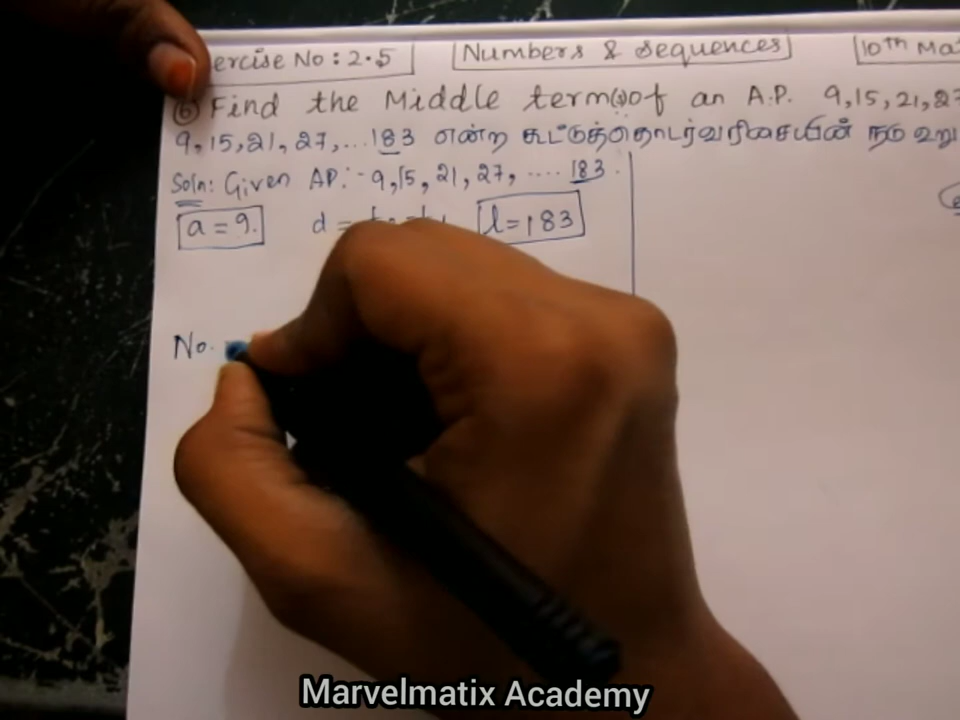 ercise No : 2.5 Numbers & Sequences 10th Ma
⑥ Find the Middle term(s) of an A.P. 9, 15, 21, 27
9, 15, 21, 27, ... 183 என்ற கூட்டுத்தொடர்வரிசையின் நடு உறு
Soln: Given AP: - 9, 15, 21, 27, .... 183.
a = 9. d = l = 183
No.
Marvelmatix Academy